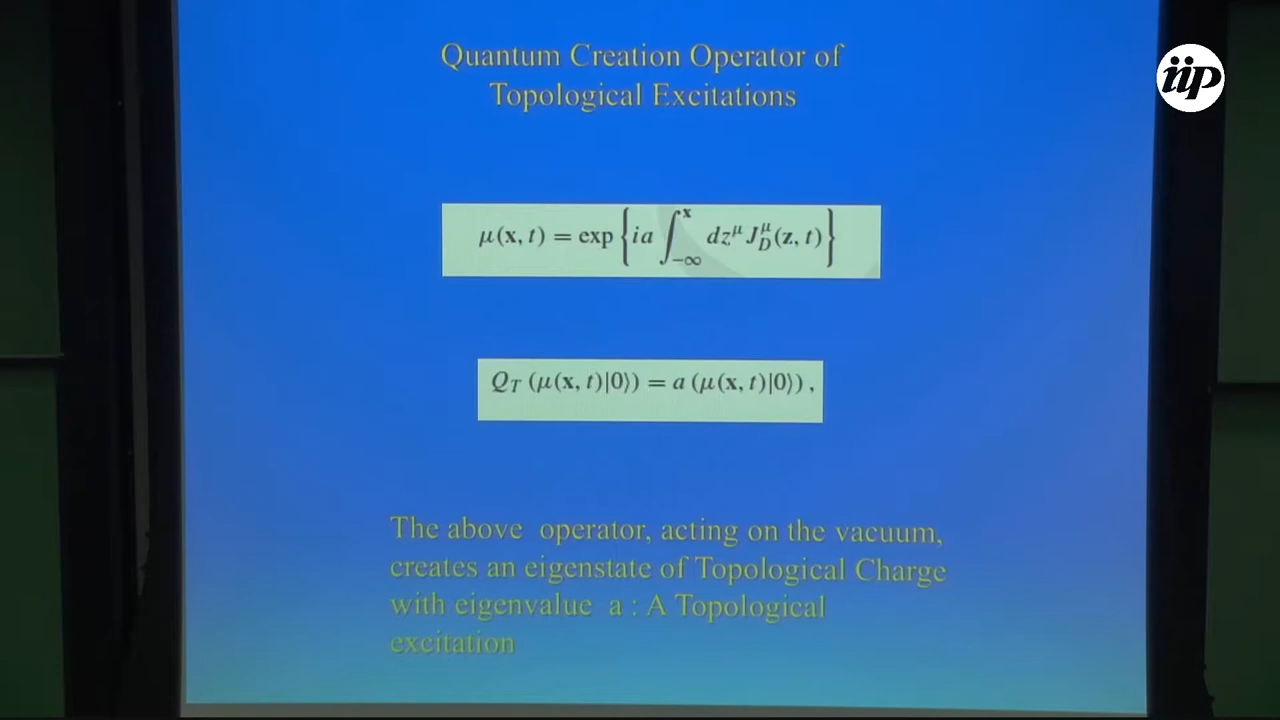 iip
Quantum Creation Operator of
Topological Excitations
μ(x, t) = exp {ia ∫_{-∞}^{x} dz^μ J_D^μ(z, t)}
Q_T (μ(x, t)|0⟩) = a (μ(x, t)|0⟩) ,
The above operator, acting on the vacuum,
creates an eigenstate of Topological Charge
with eigenvalue a : A Topological
excitation